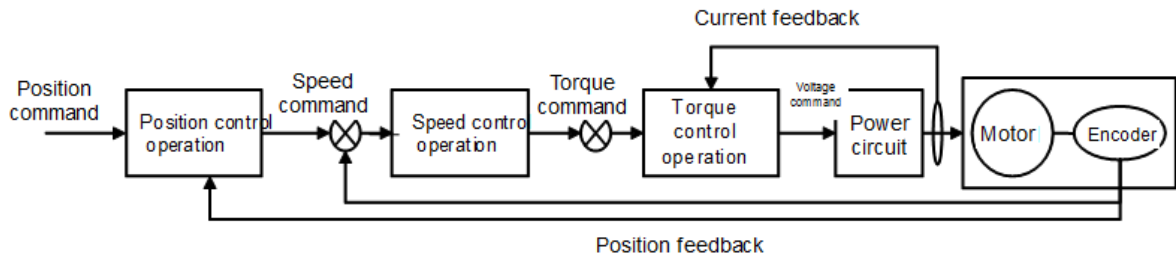 Current feedback
Position
command
Speed
command
Torque
command
Voltage
command
Position control
operation
Speed control
operation
Torque
control
operation
Power
circuit
Motor
Encoder
Position feedback